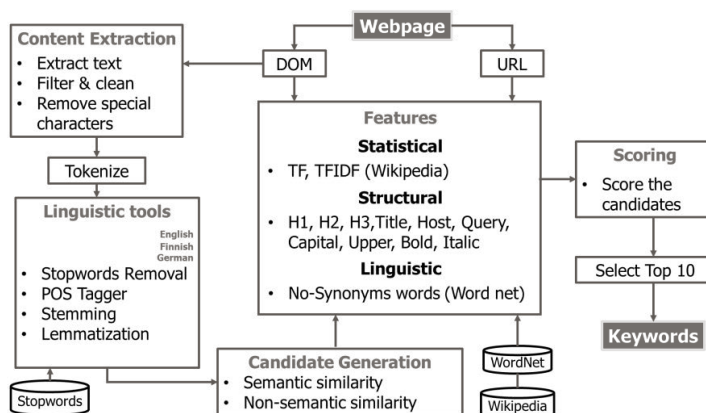 Webpage
DOM
URL
Content Extraction
• Extract text
• Filter & clean
• Remove special
characters
Tokenize
Linguistic tools
English
Finnish
German
• Stopwords Removal
• POS Tagger
• Stemming
• Lemmatization
Stopwords
Candidate Generation
• Semantic similarity
• Non-semantic similarity
Features
Statistical
• TF, TFIDF (Wikipedia)
Structural
• H1, H2, H3,Title, Host, Query,
Capital, Upper, Bold, Italic
Linguistic
• No-Synonyms words (Word net)
WordNet
Wikipedia
Scoring
• Score the
candidates
Select Top 10
Keywords